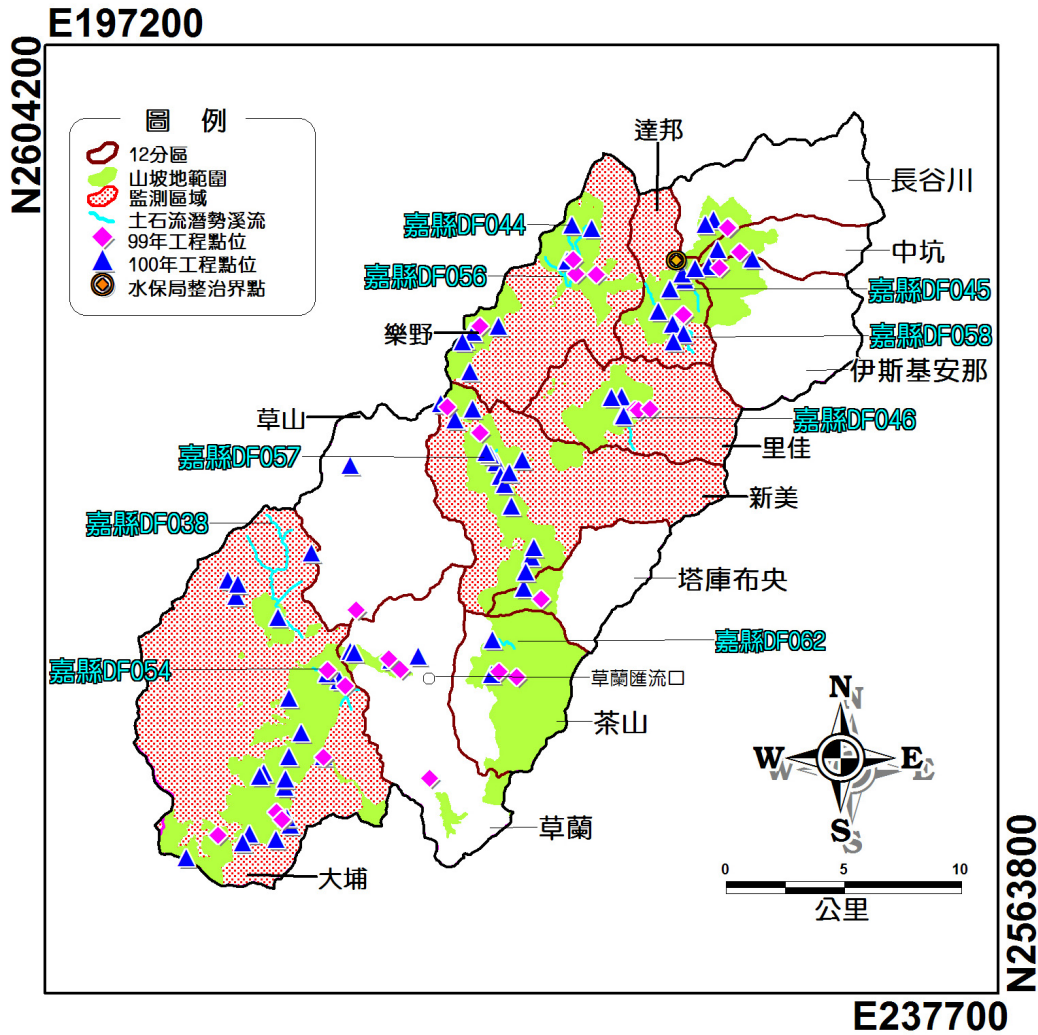 E197200
N2604200
圖 例
12分區
山坡地範圍
監測區域
土石流潛勢溪流
99年工程點位
100年工程點位
水保局整治界點
達邦
長谷川
嘉縣DF044
中坑
嘉縣DF056
嘉縣DF045
樂野
嘉縣DF058
伊斯基安那
草山
嘉縣DF046
里佳
嘉縣DF057
新美
嘉縣DF038
塔庫布央
嘉縣DF062
嘉縣DF054
草蘭匯流口
茶山
N
N
W
W
E
E
S
S
草蘭
大埔
0 5 10
公里
N2563800
E237700